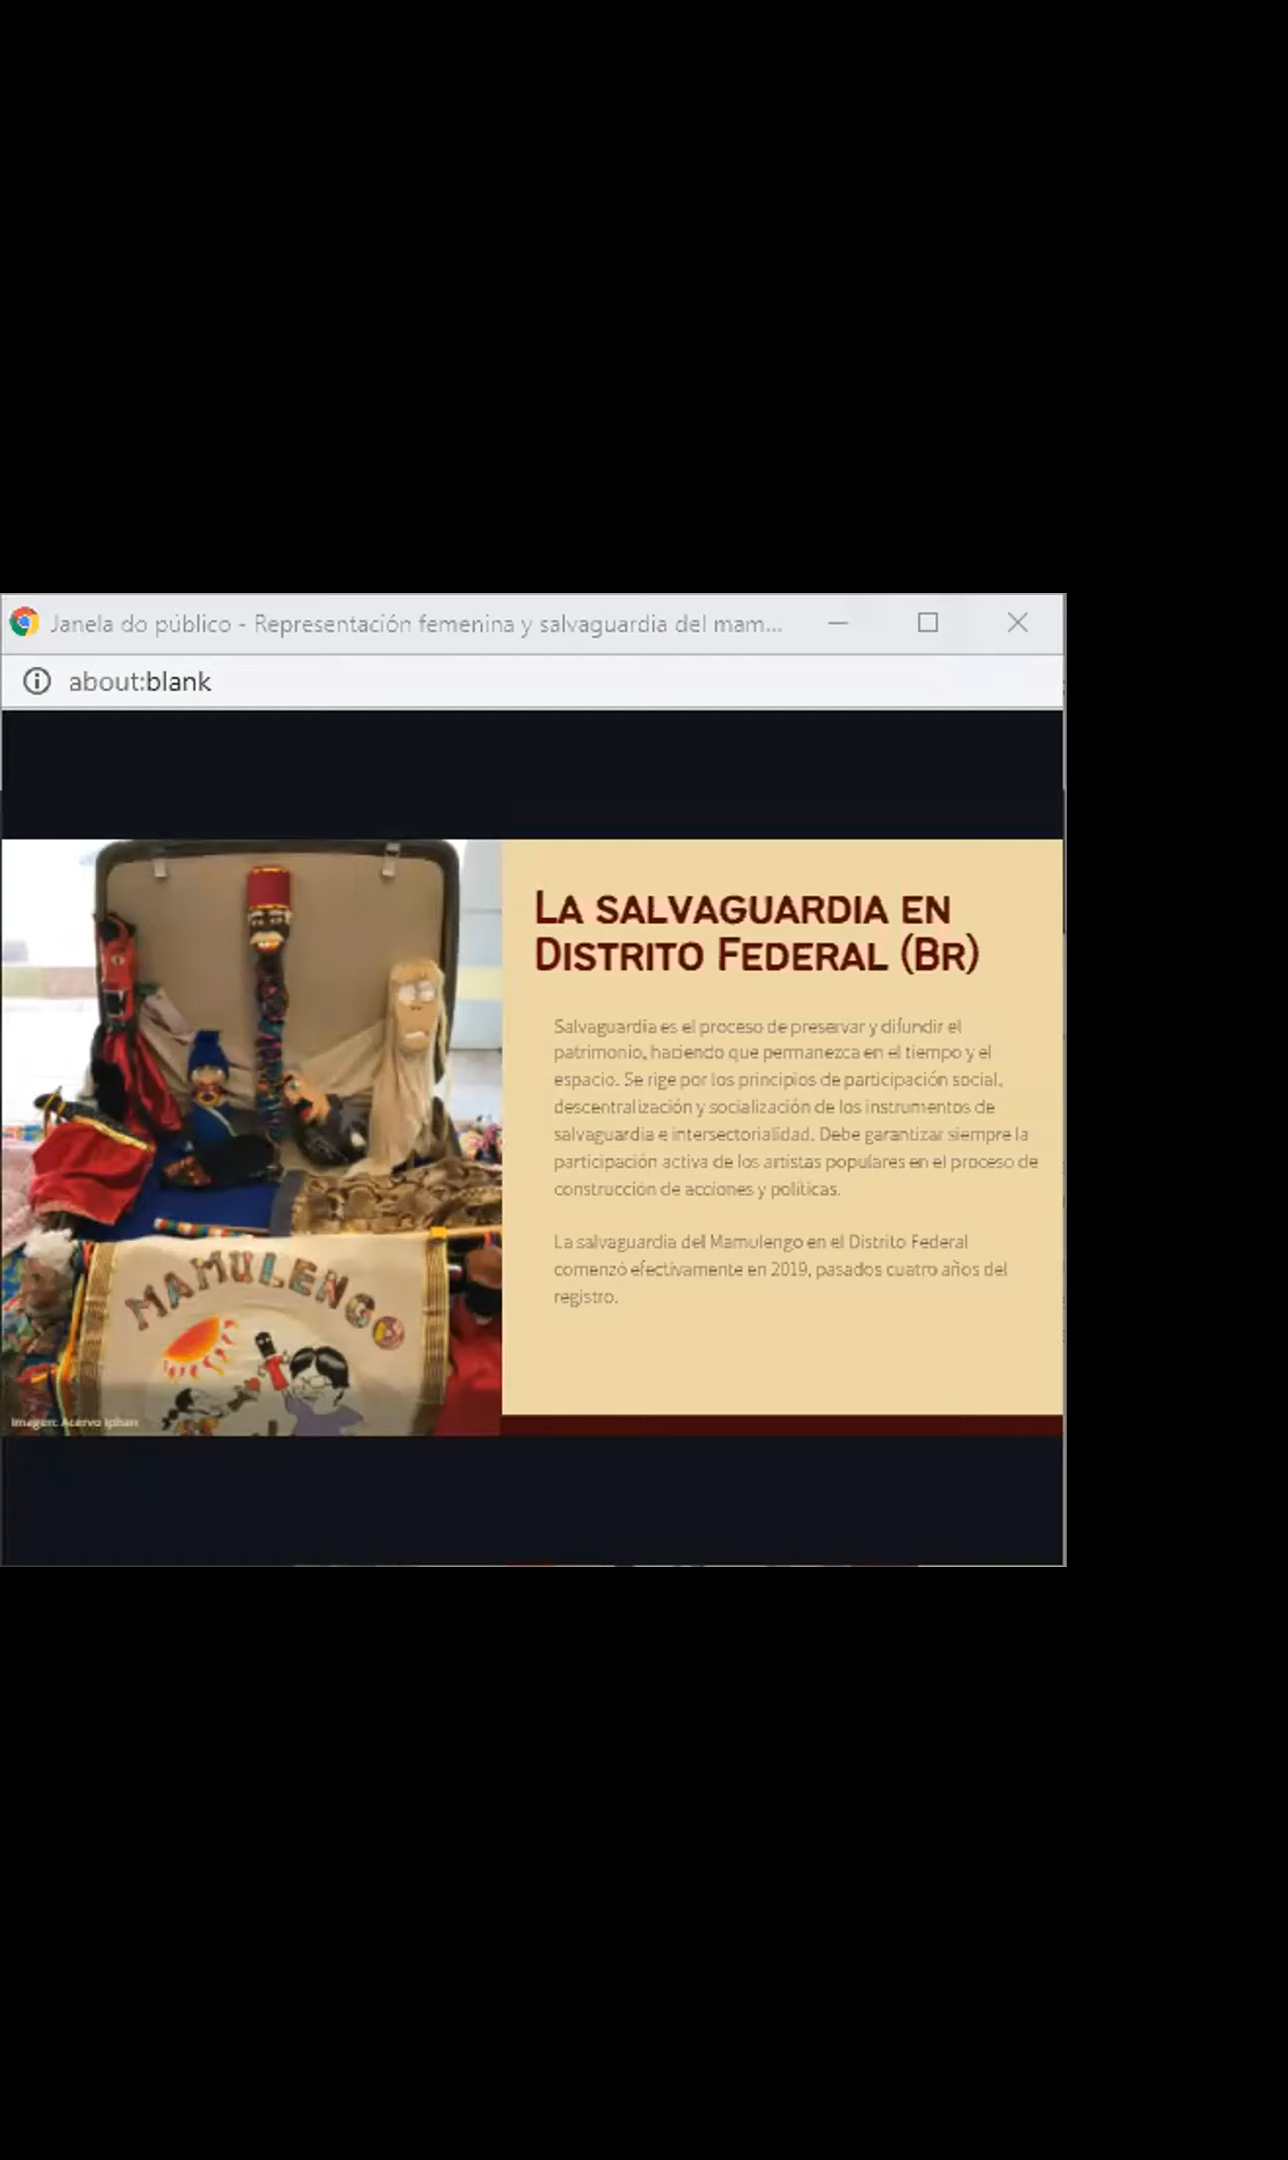 Janela do público - Representación femenina y salvaguardia del mam...
about:blank
LA SALVAGUARDIA EN
DISTRITO FEDERAL (BR)
Salvaguardia es el proceso de preservar y difundir el
patrimonio, haciendo que permanezca en el tiempo y el
espacio. Se rige por los principios de participación social,
descentralización y socialización de los instrumentos de
salvaguardia e intersectorialidad. Debe garantizar siempre la
participación activa de los artistas populares en el proceso de
construcción de acciones y políticas.
La salvaguardia del Mamulengo en el Distrito Federal
comenzó efectivamente en 2019, pasados cuatro años del
registro.
MAMULENGO
Imagen: Acervo Iphan